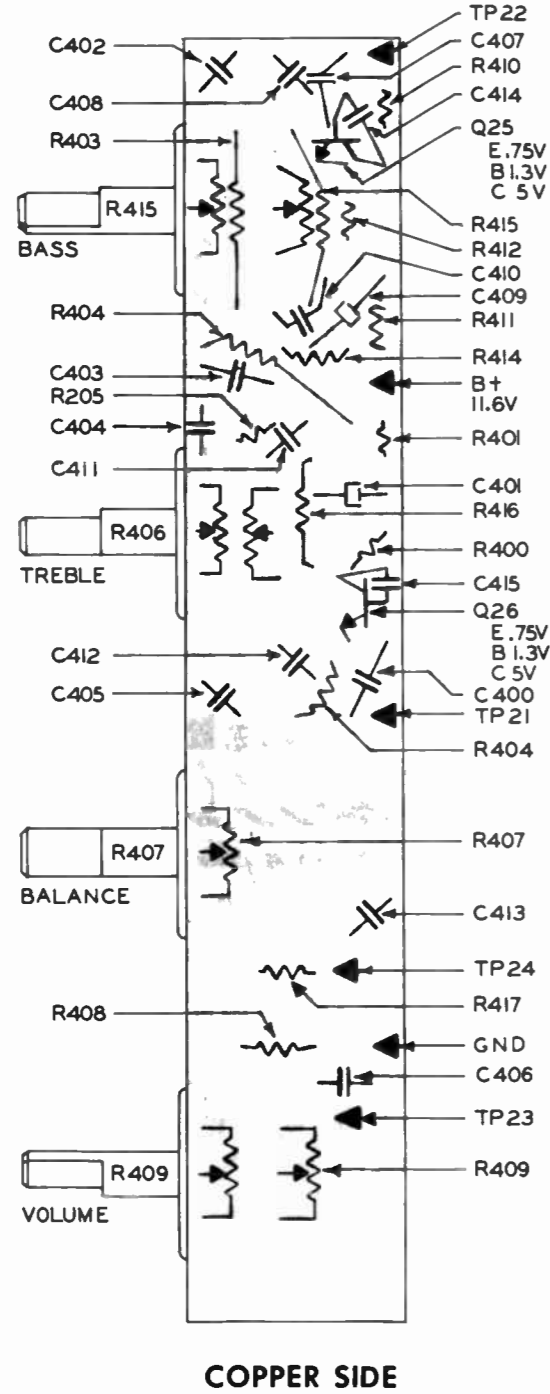 TP22
C402
C407
R410
C408
C414
R403
Q25
E.75V
B1.3V
C 5V
R415
R415
BASS
R412
C410
C409
R404
R411
R414
C403
B+
11.6V
R205
C404
R401
C411
C401
R416
R406
R400
TREBLE
C415
Q26
E.75V
B1.3V
C5V
C412
C405
C400
TP21
R404
R407
R407
BALANCE
C413
TP24
R417
R408
GND
C406
TP23
R409
R409
VOLUME
COPPER SIDE